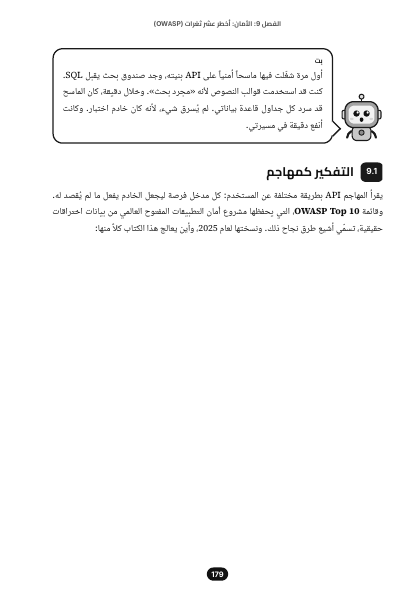 الفصل 9: الأمان: أخطر عشر ثغرات (OWASP)
بِت
أول مرة شغّلت فيها ماسحاً أمنياً على API بنيته، وجد صندوق بحث يقبل SQL.
كنت قد استخدمت قوالب النصوص لأنه «مجرد بحث». وخلال دقيقة، كان الماسح
قد سرد كل جداول قاعدة بياناتي. لم يُسرق شيء، لأنه كان خادم اختبار. وكانت
أنفع دقيقة في مسيرتي.
9.1 التفكير كمهاجم
يقرأ المهاجم API بطريقة مختلفة عن المستخدم: كل مدخل فرصة ليجعل الخادم يفعل ما لم يُقصد له.
وقائمة OWASP Top 10، التي يحفظها مشروع أمان التطبيقات المفتوح العالمي من بيانات اختراقات
حقيقية، تسمّي أشيع طرق نجاح ذلك. ونسختها لعام 2025، وأين يعالج هذا الكتاب كلاً منها:
179